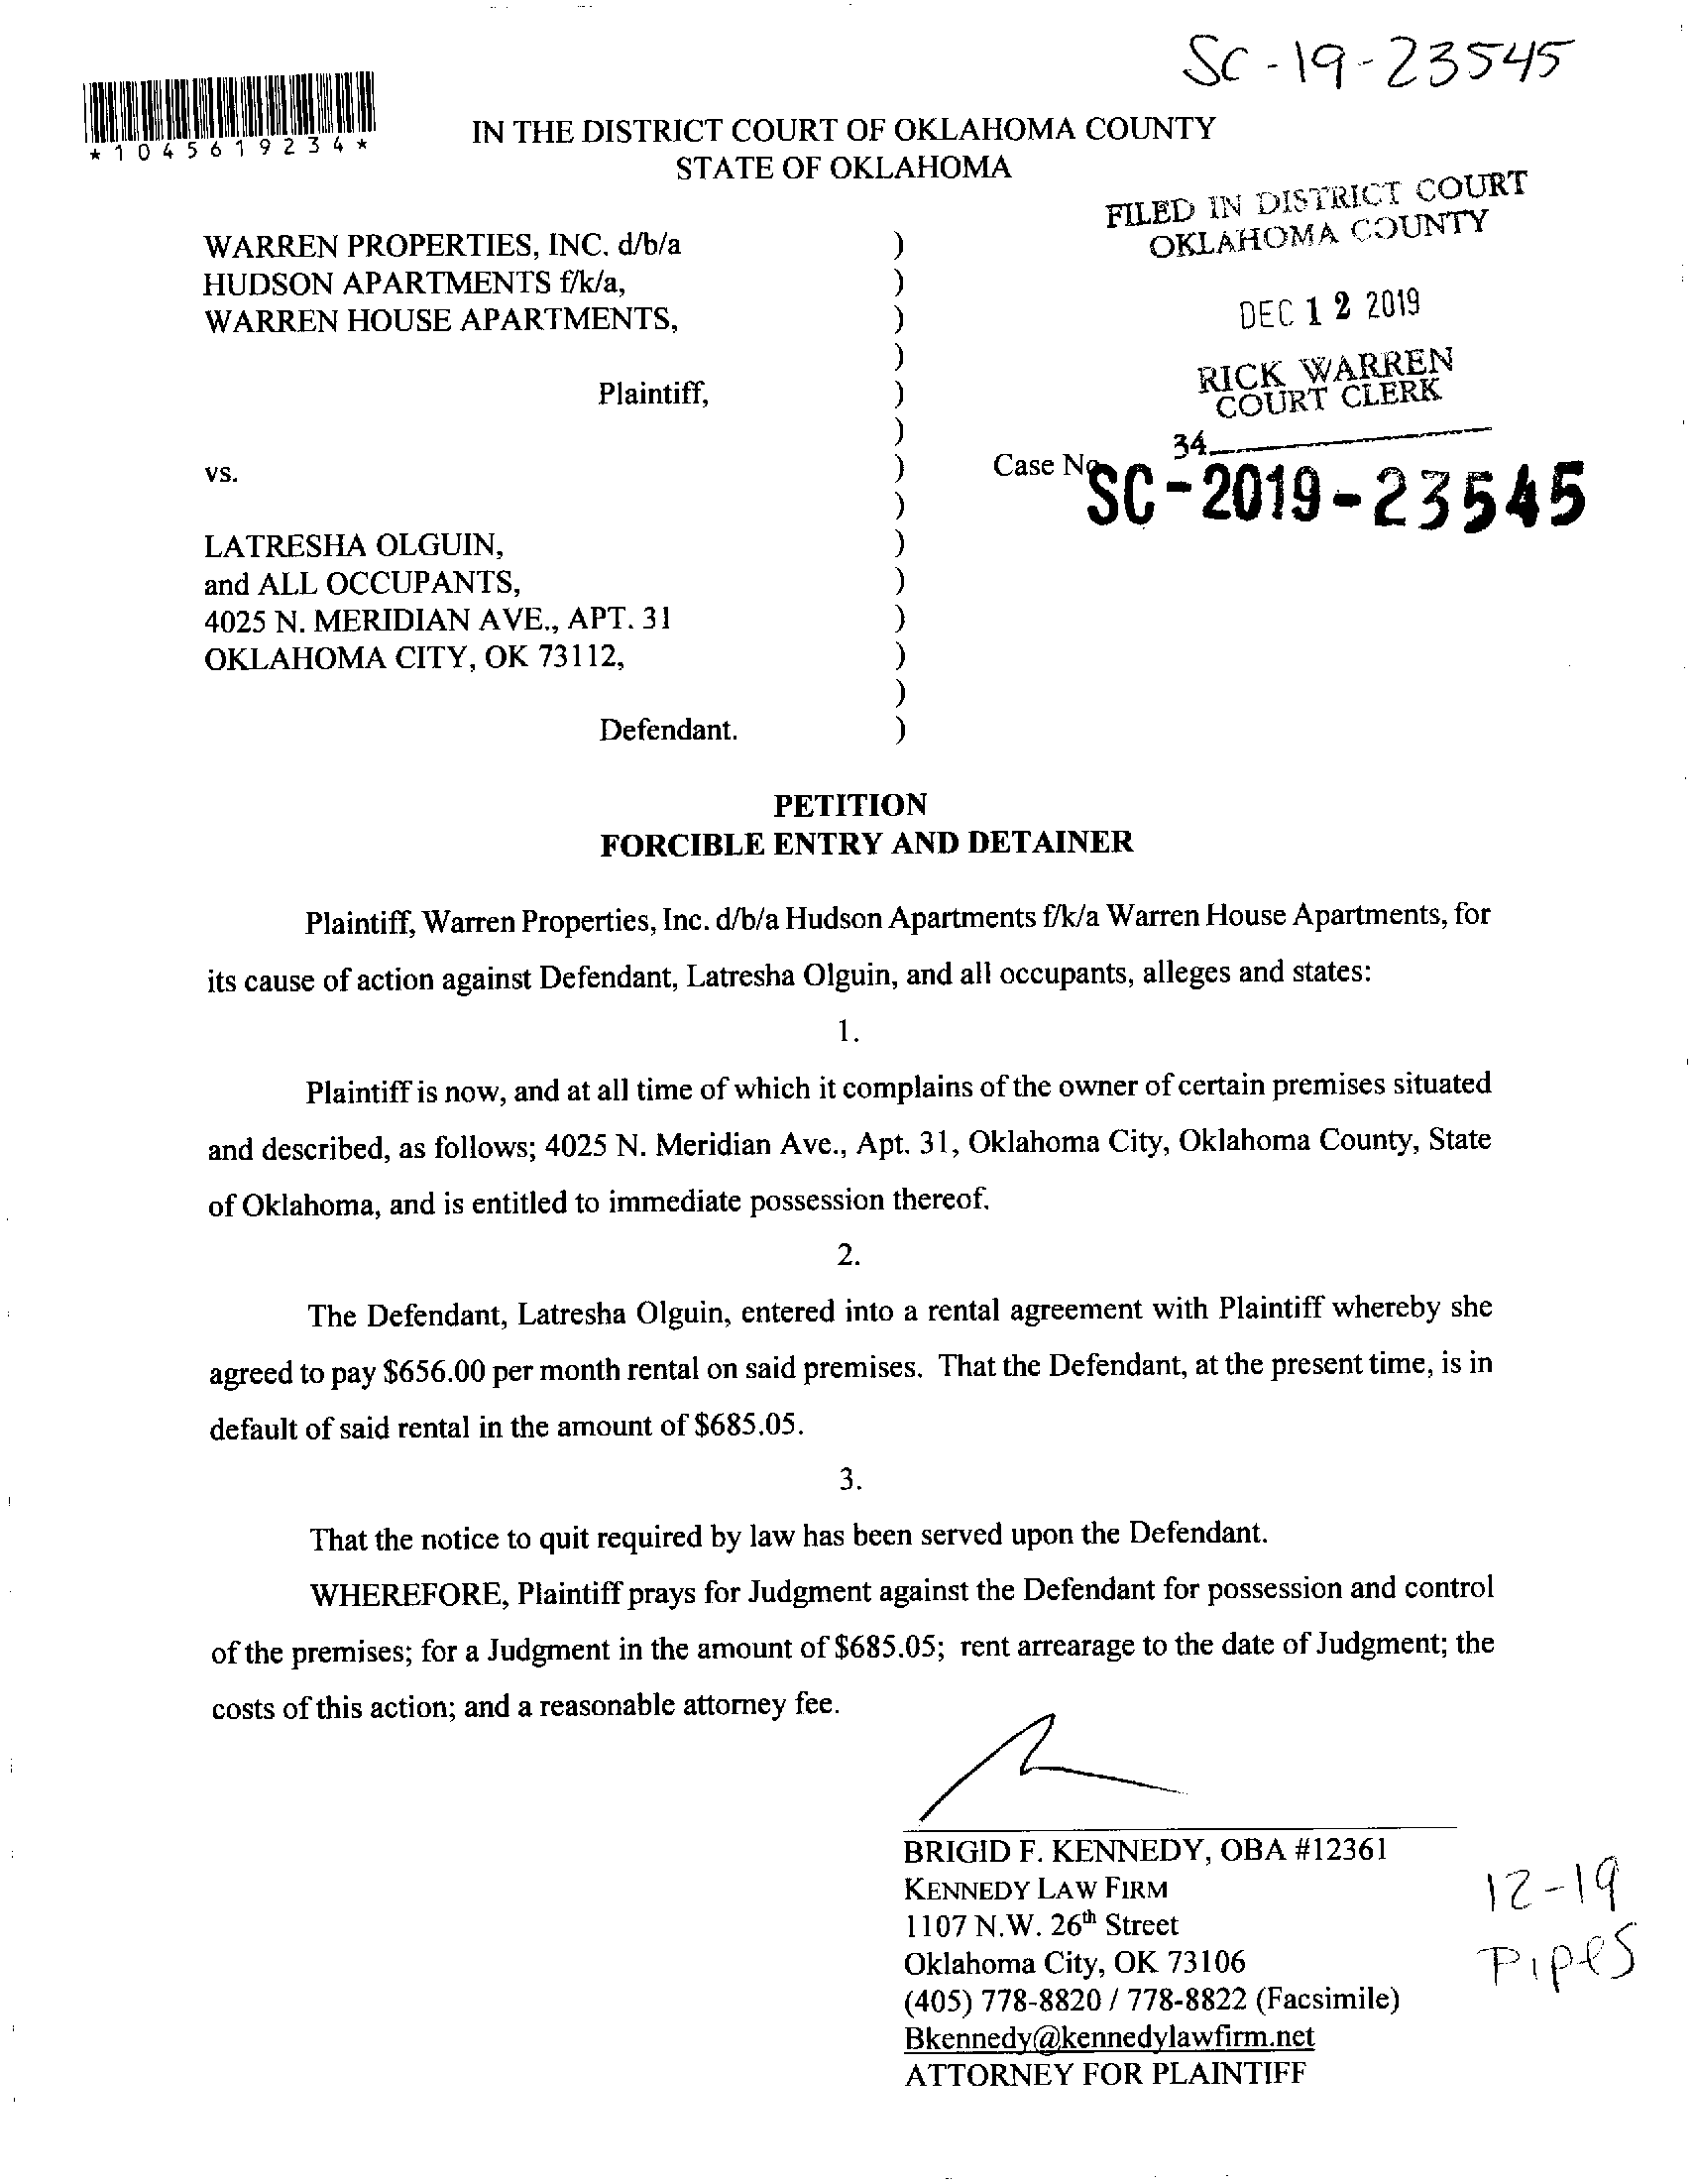 SC-19-23545
*1045619234*
IN THE DISTRICT COURT OF OKLAHOMA COUNTY
STATE OF OKLAHOMA
FILED IN DISTRICT COURT
OKLAHOMA COUNTY
DEC 12 2019
RICK WARREN
COURT CLERK
34
WARREN PROPERTIES, INC. d/b/a )
HUDSON APARTMENTS f/k/a, )
WARREN HOUSE APARTMENTS, )
)
Plaintiff, )
)
vs. ) Case No. SC-2019-23545
)
LATRESHA OLGUIN, )
and ALL OCCUPANTS, )
4025 N. MERIDIAN AVE., APT. 31 )
OKLAHOMA CITY, OK 73112, )
)
Defendant. )
PETITION
FORCIBLE ENTRY AND DETAINER
Plaintiff, Warren Properties, Inc. d/b/a Hudson Apartments f/k/a Warren House Apartments, for
its cause of action against Defendant, Latresha Olguin, and all occupants, alleges and states:
1.
Plaintiff is now, and at all time of which it complains of the owner of certain premises situated
and described, as follows; 4025 N. Meridian Ave., Apt. 31, Oklahoma City, Oklahoma County, State
of Oklahoma, and is entitled to immediate possession thereof.
2.
The Defendant, Latresha Olguin, entered into a rental agreement with Plaintiff whereby she
agreed to pay $656.00 per month rental on said premises. That the Defendant, at the present time, is in
default of said rental in the amount of $685.05.
3.
That the notice to quit required by law has been served upon the Defendant.
WHEREFORE, Plaintiff prays for Judgment against the Defendant for possession and control
of the premises; for a Judgment in the amount of $685.05; rent arrearage to the date of Judgment; the
costs of this action; and a reasonable attorney fee.
BRIGID F. KENNEDY, OBA #12361
KENNEDY LAW FIRM
1107 N.W. 26th Street
Oklahoma City, OK 73106
(405) 778-8820 / 778-8822 (Facsimile)
Bkennedy@kennedylawfirm.net
ATTORNEY FOR PLAINTIFF
12-19
Pipes